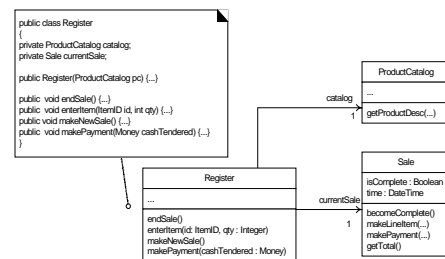 public class Register
{
private ProductCatalog catalog;
private Sale currentSale;
public Register(ProductCatalog pc) {...}
public void endSale() {...}
public void enterItem(ItemID id, int qty) {...}
public void makeNewSale() {...}
public void makePayment(Money cashTendered) {...}
}
ProductCatalog
...
getProductDesc(...)
catalog
1
Register
...
endSale()
enterItem(id: ItemID, qty : Integer)
makeNewSale()
makePayment(cashTendered : Money)
currentSale
1
Sale
isComplete : Boolean
time : DateTime
becomeComplete()
makeLineItem(...)
makePayment(...)
getTotal()